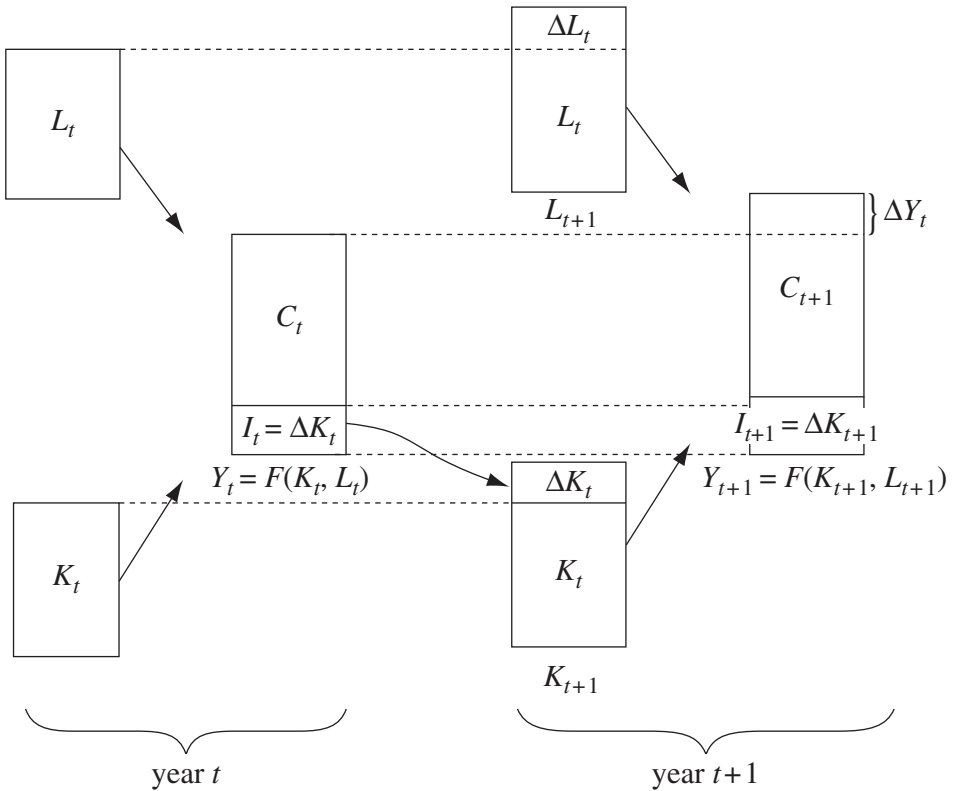 ΔL_t
L_t
L_t
L_{t+1}
ΔY_t
C_t
C_{t+1}
I_t = ΔK_t
I_{t+1} = ΔK_{t+1}
Y_t = F(K_t, L_t)
ΔK_t
Y_{t+1} = F(K_{t+1}, L_{t+1})
K_t
K_t
K_{t+1}
year t
year t+1